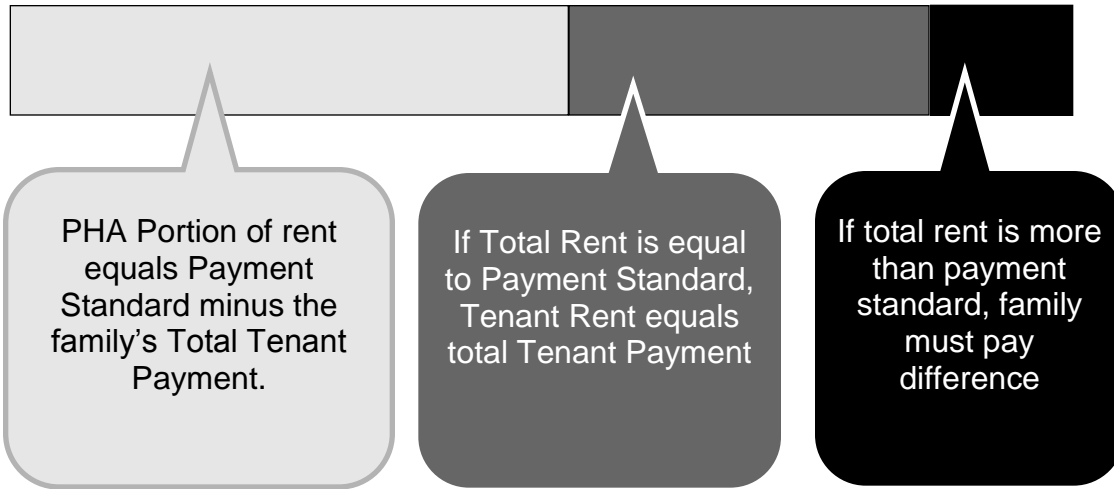 PHA Portion of rent
equals Payment
Standard minus the
family’s Total Tenant
Payment.
If Total Rent is equal
to Payment Standard,
Tenant Rent equals
total Tenant Payment
If total rent is more
than payment
standard, family
must pay
difference